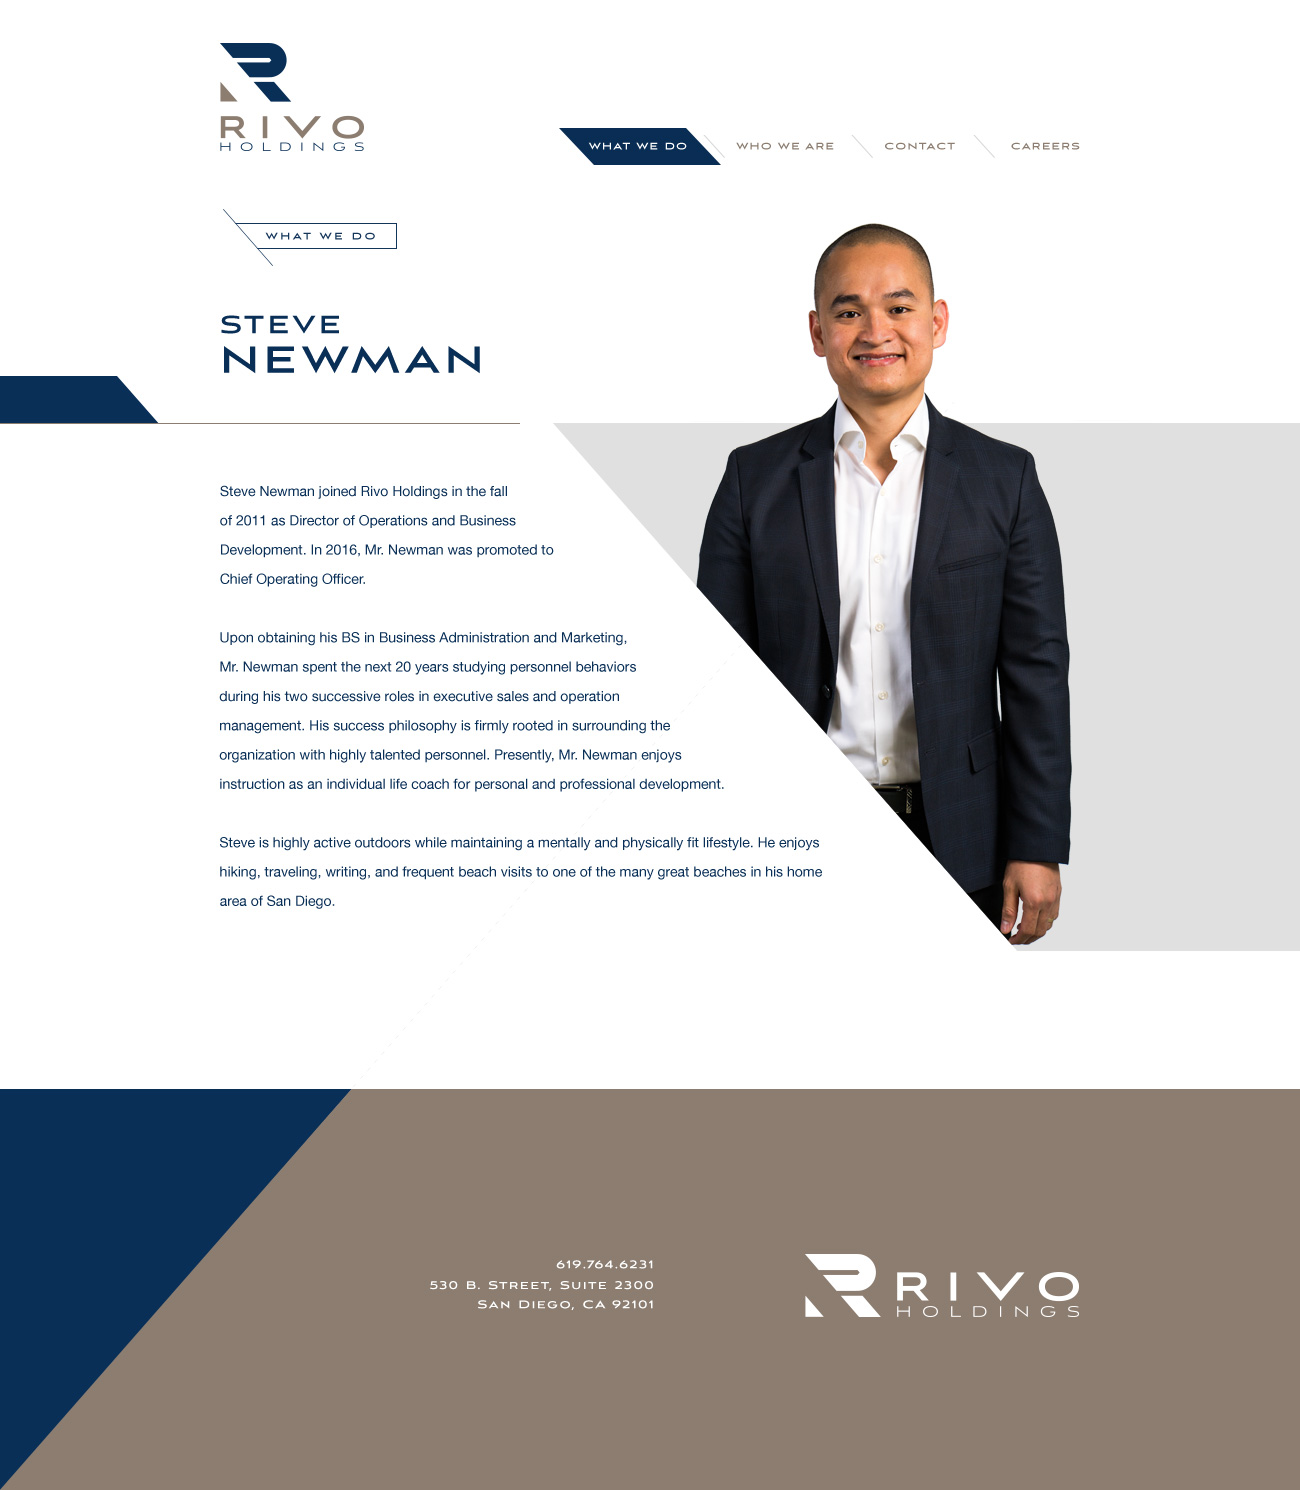 RIVO
HOLDINGS
WHAT WE DO
WHO WE ARE
CONTACT
CAREERS
WHAT WE DO
STEVE
NEWMAN
Steve Newman joined Rivo Holdings in the fall
of 2011 as Director of Operations and Business
Development. In 2016, Mr. Newman was promoted to
Chief Operating Officer.
Upon obtaining his BS in Business Administration and Marketing,
Mr. Newman spent the next 20 years studying personnel behaviors
during his two successive roles in executive sales and operation
management. His success philosophy is firmly rooted in surrounding the
organization with highly talented personnel. Presently, Mr. Newman enjoys
instruction as an individual life coach for personal and professional development.
Steve is highly active outdoors while maintaining a mentally and physically fit lifestyle. He enjoys
hiking, traveling, writing, and frequent beach visits to one of the many great beaches in his home
area of San Diego.
619.764.6231
530 B. Street, Suite 2300
San Diego, CA 92101
RIVO
HOLDINGS